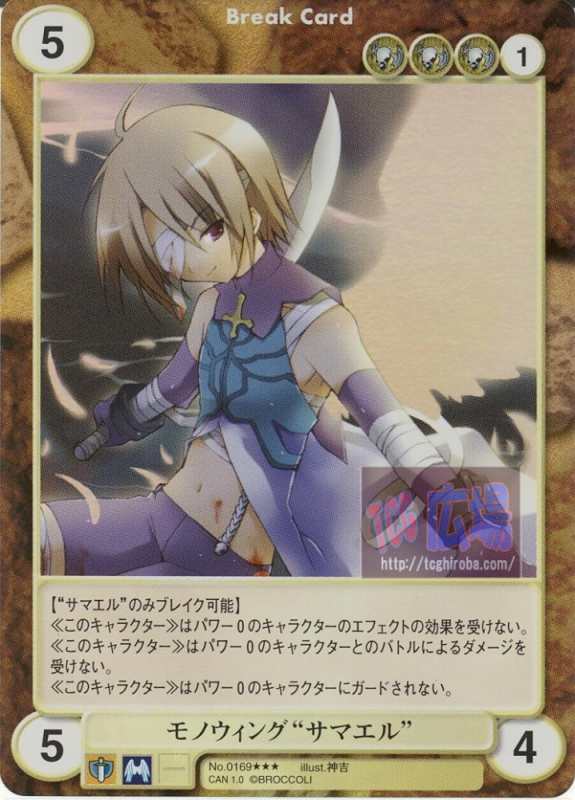 Break Card
5
1
TCG広場
http://tcghiroba.com/
【“サマエル”のみブレイク可能】
≪このキャラクター≫はパワー０のキャラクターのエフェクトの効果を受けない。
≪このキャラクター≫はパワー０のキャラクターとのバトルによるダメージを
受けない。
≪このキャラクター≫はパワー０のキャラクターにガードされない。
5
モノウィング“サマエル”
4
No.0169★★★ illust.神吉
CAN 1.0 ©BROCCOLI